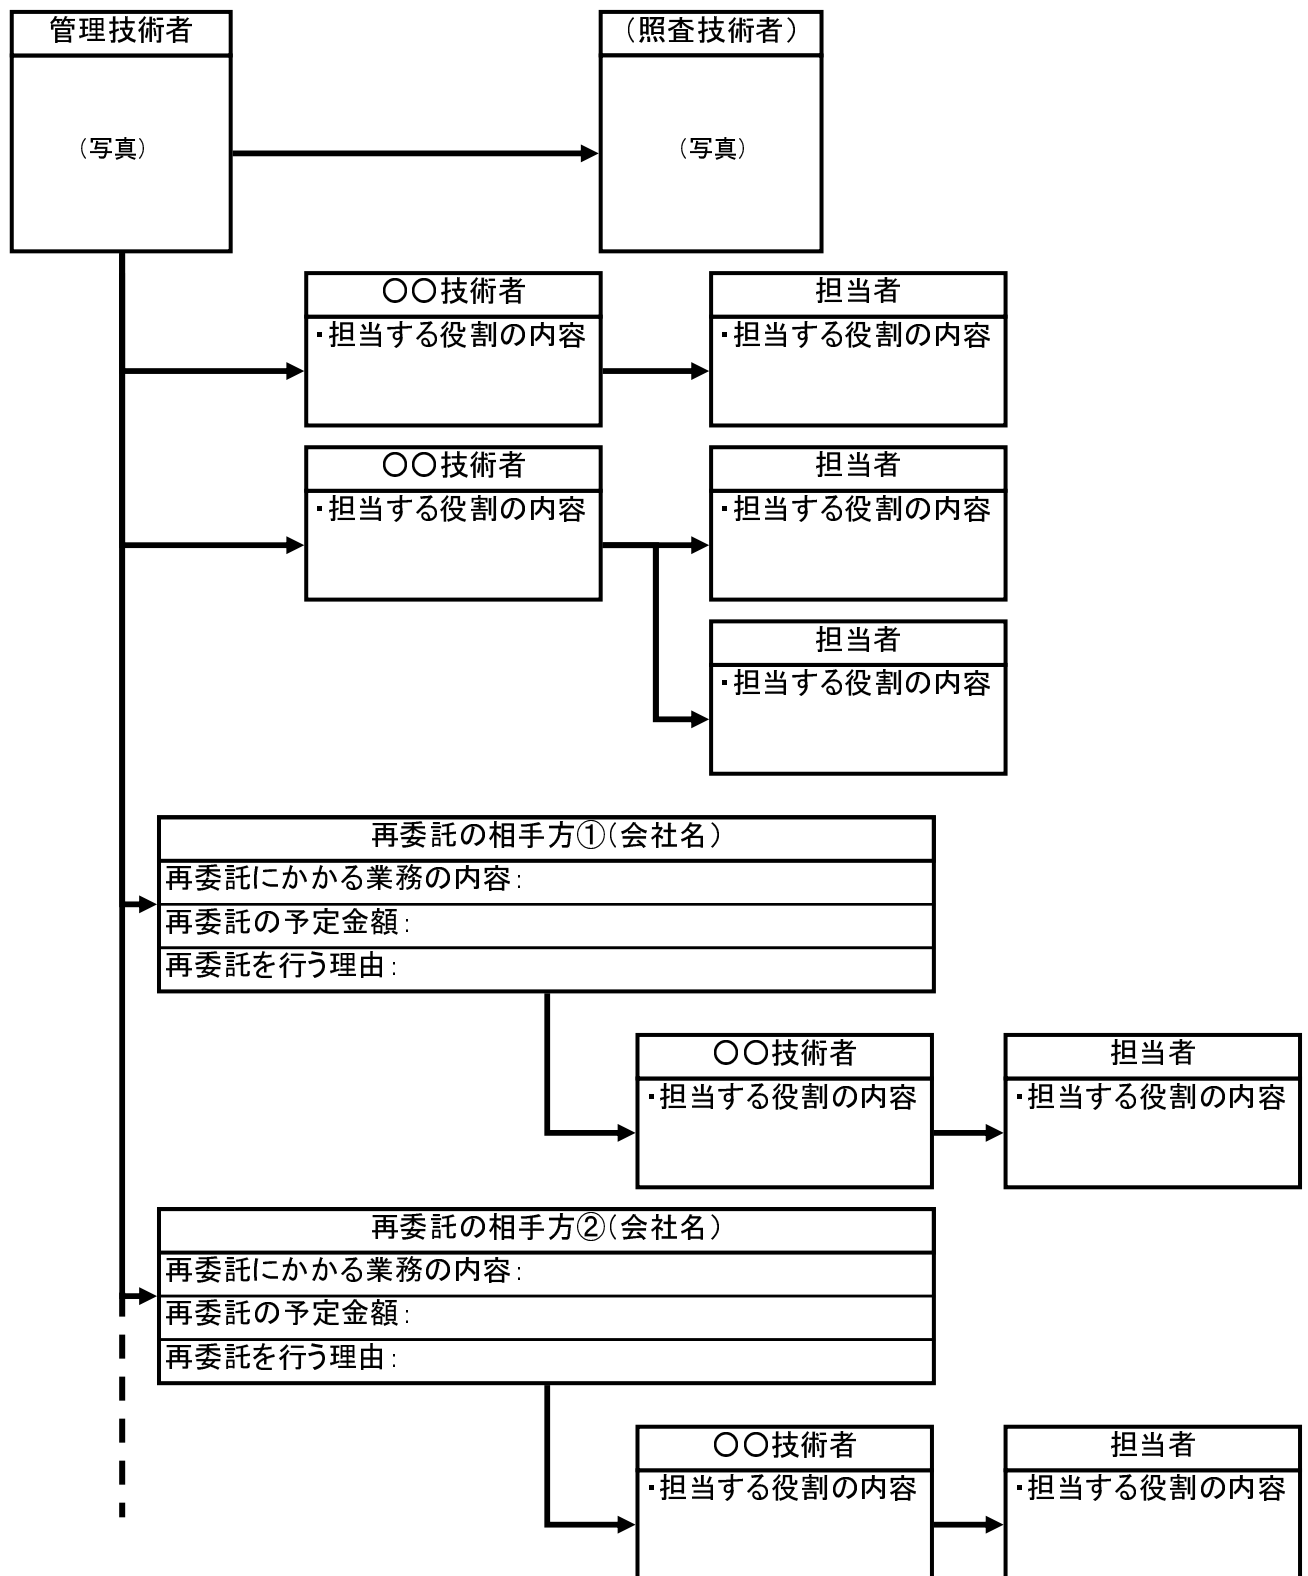 管理技術者
（照査技術者）
（写真）
（写真）
〇〇技術者
担当者
・担当する役割の内容
・担当する役割の内容
〇〇技術者
担当者
・担当する役割の内容
・担当する役割の内容
担当者
・担当する役割の内容
再委託の相手方①（会社名）
再委託にかかる業務の内容：
再委託の予定金額：
再委託を行う理由：
〇〇技術者
担当者
・担当する役割の内容
・担当する役割の内容
再委託の相手方②（会社名）
再委託にかかる業務の内容：
再委託の予定金額：
再委託を行う理由：
〇〇技術者
担当者
・担当する役割の内容
・担当する役割の内容